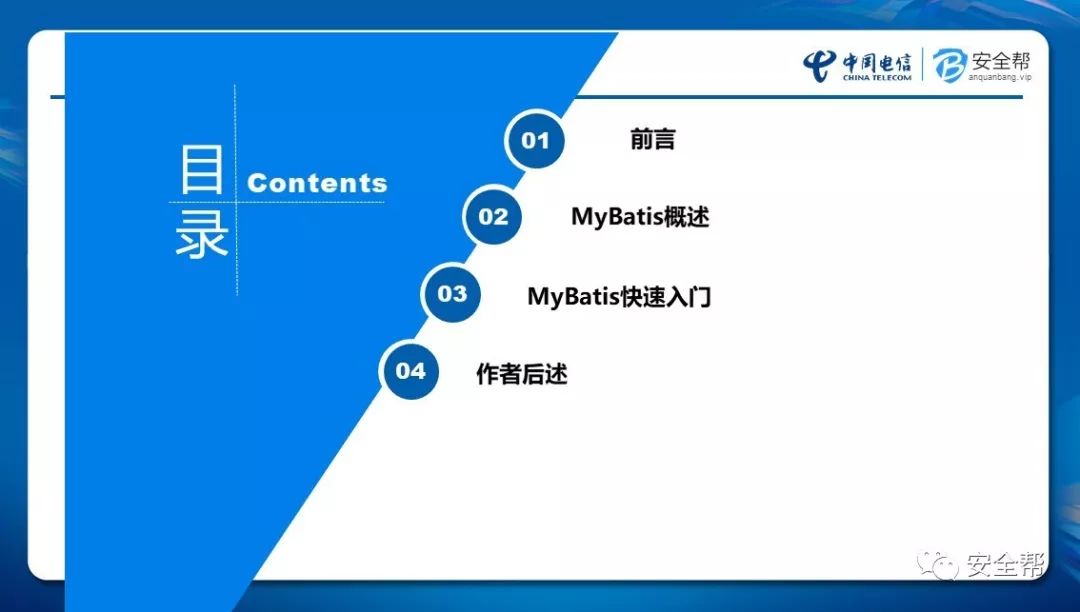 中国电信
CHINA TELECOM
安全帮
anquanbang.vip
目录
Contents
01 前言
02 MyBatis概述
03 MyBatis快速入门
04 作者后述
安全帮